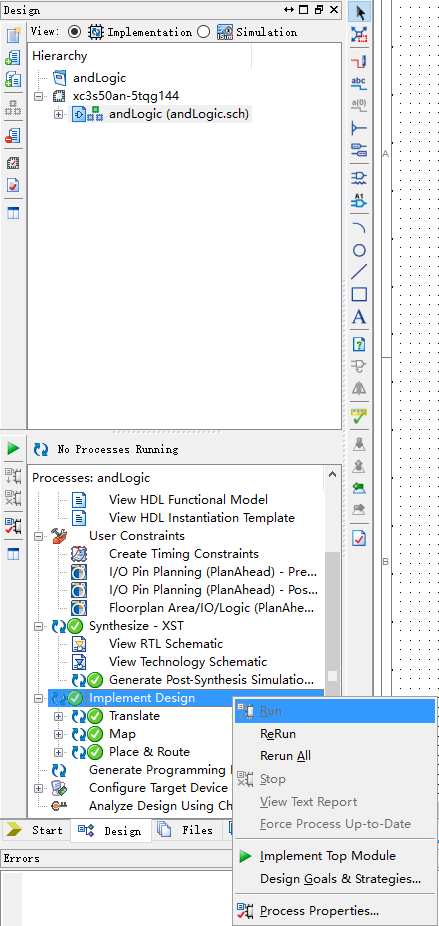 Design
View: Implementation Simulation
Hierarchy
andLogic
xc3s50an-5tqg144
andLogic (andLogic.sch)
abc
a(0)
A1
A
A
B
No Processes Running
Processes: andLogic
View HDL Functional Model
View HDL Instantiation Template
User Constraints
Create Timing Constraints
I/O Pin Planning (PlanAhead) - Pre...
I/O Pin Planning (PlanAhead) - Pos...
Floorplan Area/IO/Logic (PlanAhe...
Synthesize - XST
View RTL Schematic
View Technology Schematic
Generate Post-Synthesis Simulatio...
Implement Design
Translate
Map
Place & Route
Generate Programming
Configure Target Device
Analyze Design Using Ch
Run
ReRun
Rerun All
Stop
View Text Report
Force Process Up-to-Date
Implement Top Module
Design Goals & Strategies...
Process Properties...
Start Design Files
Errors